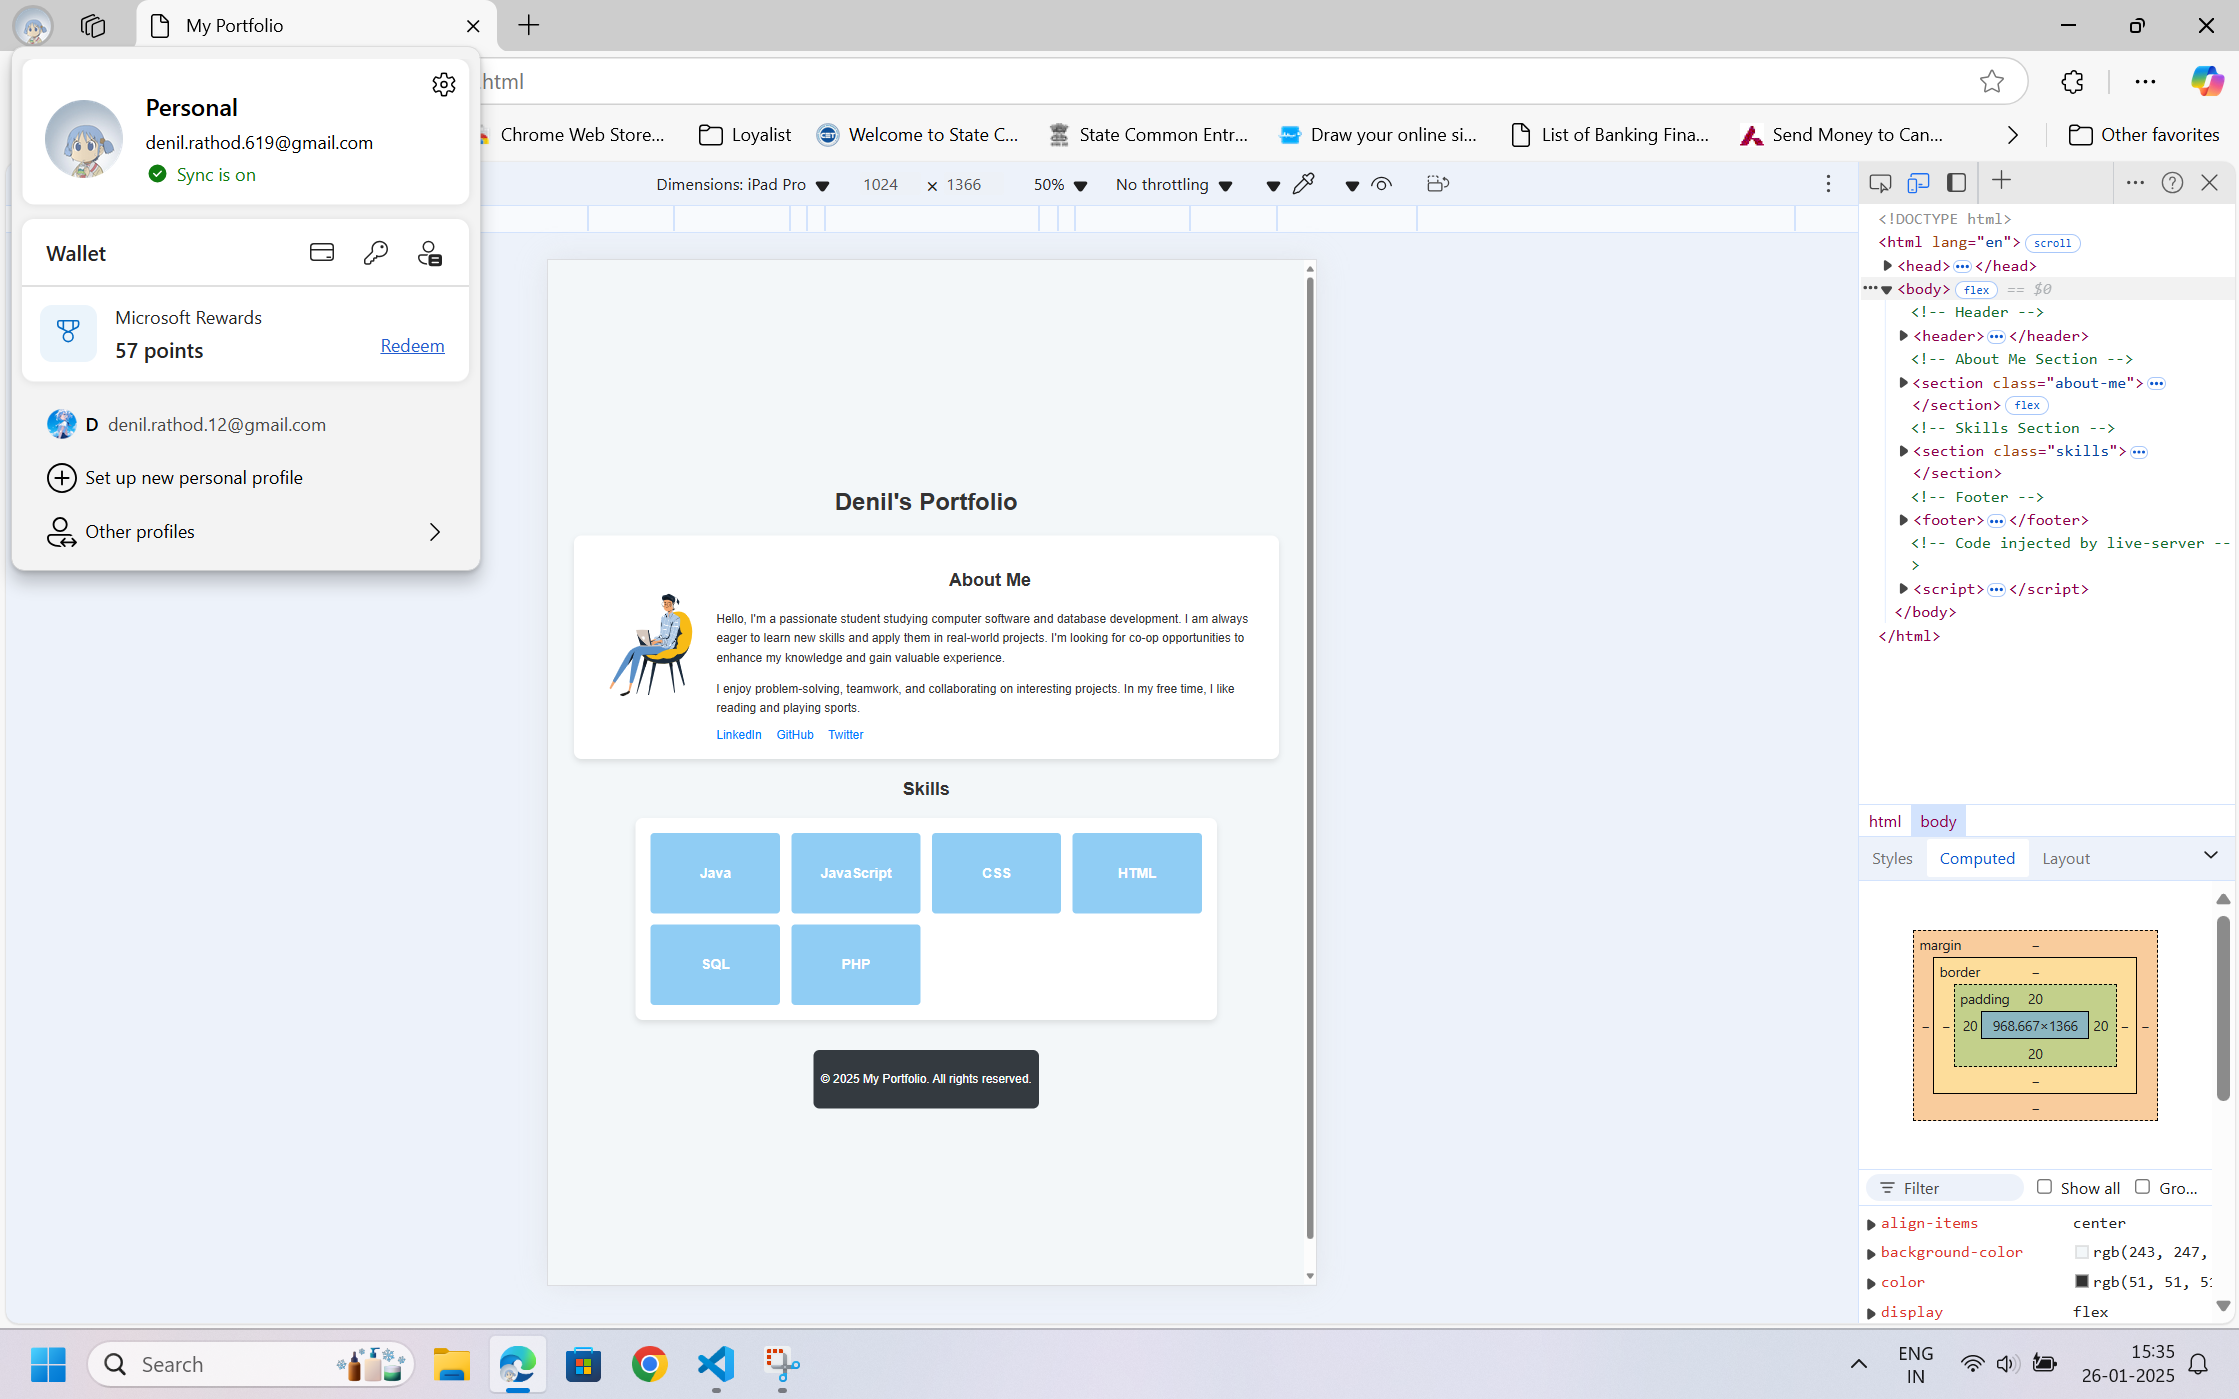 My Portfolio
html
Personal
denil.rathod.619@gmail.com
Sync is on
Wallet
Microsoft Rewards
57 points
Redeem
D denil.rathod.12@gmail.com
Set up new personal profile
Other profiles
Chrome Web Store...
Loyalist
Welcome to State C...
State Common Entr...
Draw your online si...
List of Banking Fina...
Send Money to Can...
Other favorites
Dimensions: iPad Pro 1024 × 1366 50% No throttling
Denil's Portfolio
About Me
Hello, I'm a passionate student studying computer software and database development. I am always
eager to learn new skills and apply them in real-world projects. I'm looking for co-op opportunities to
enhance my knowledge and gain valuable experience.
I enjoy problem-solving, teamwork, and collaborating on interesting projects. In my free time, I like
reading and playing sports.
LinkedIn GitHub Twitter
Skills
Java JavaScript CSS HTML
SQL PHP
© 2025 My Portfolio. All rights reserved.
<!DOCTYPE html>
<html lang="en"> scroll
<head> ••• </head>
••• <body> flex == $0
<!-- Header -->
<header> ••• </header>
<!-- About Me Section -->
<section class="about-me"> •••
</section> flex
<!-- Skills Section -->
<section class="skills"> •••
</section>
<!-- Footer -->
<footer> ••• </footer>
<!-- Code injected by live-server --
>
<script> ••• </script>
</body>
</html>
html body
Styles Computed Layout
margin –
border –
padding 20
– – 20 968.667×1366 20 – –
20
–
–
Filter Show all Gro...
align-items center
background-color rgb(243, 247,
color rgb(51, 51, 51
display flex
Search
ENG
IN
15:35
26-01-2025